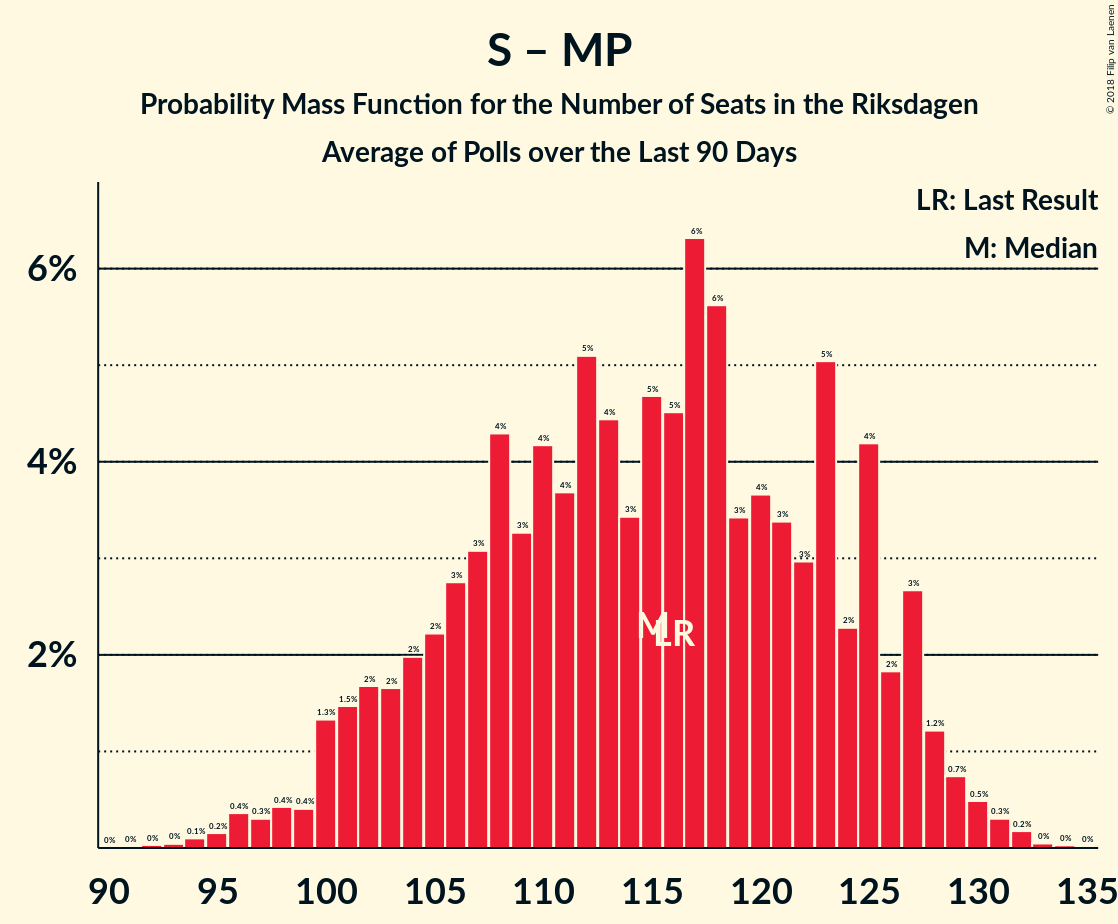 S – MP
Probability Mass Function for the Number of Seats in the Riksdagen
Average of Polls over the Last 90 Days
© 2018 Filip van Laenen
LR: Last Result
M: Median
6%
4%
2%
0% 0% 0% 0% 0.1% 0.2% 0.4% 0.3% 0.4% 0.4% 1.3% 1.5% 2% 2% 2% 2% 3% 3% 4% 3% 4% 4% 5% 4% 3% 5% 5% 6% 6% 3% 4% 3% 3% 5% 2% 4% 2% 3% 1.2% 0.7% 0.5% 0.3% 0.2% 0% 0% 0%
M LR
90 95 100 105 110 115 120 125 130 135